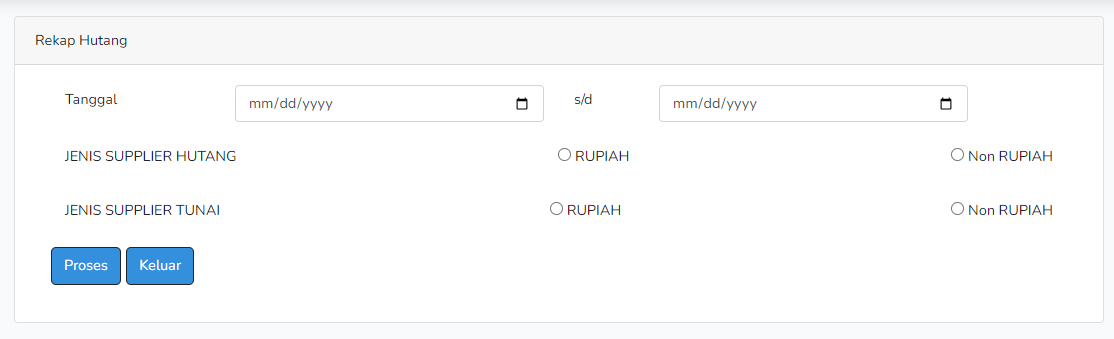 Rekap Hutang
Tanggal mm/dd/yyyy s/d mm/dd/yyyy
JENIS SUPPLIER HUTANG RUPIAH Non RUPIAH
JENIS SUPPLIER TUNAI RUPIAH Non RUPIAH
Proses Keluar